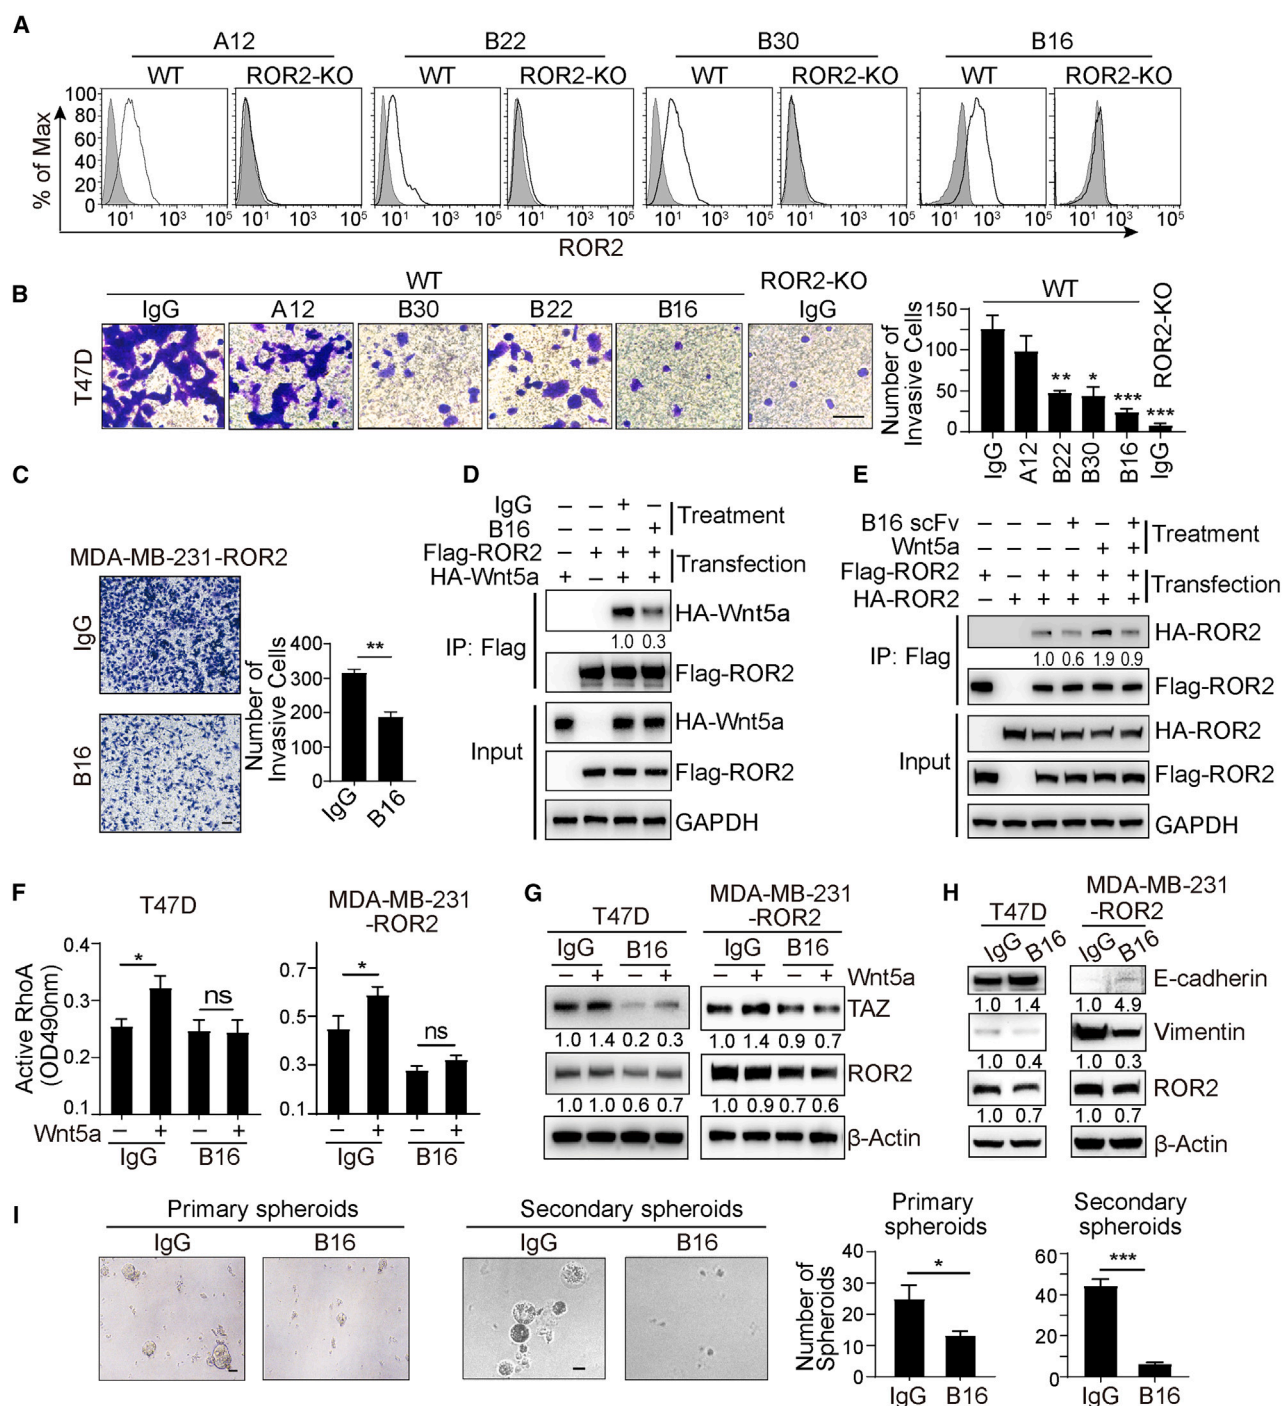 A
A12 B22 B30 B16
WT ROR2-KO WT ROR2-KO WT ROR2-KO WT ROR2-KO
% of Max
100
80
60
40
20
0
10¹ 10³ 10⁵ 10¹ 10³ 10⁵ 10¹ 10³ 10⁵ 10¹ 10³ 10⁵ 10¹ 10³ 10⁵ 10¹ 10³ 10⁵ 10¹ 10³ 10⁵ 10¹ 10³ 10⁵
ROR2
B
WT ROR2-KO
IgG A12 B30 B22 B16 IgG
T47D
Number of
Invasive Cells
150
100
50
0
WT
ROR2-KO
** * *** ***
IgG A12 B22 B30 B16 IgG
C
MDA-MB-231-ROR2
IgG
B16
Number of
Invasive Cells
400
300
200
100
0
**
IgG B16
D
IgG – – + –
B16 – – – +
Treatment
Flag-ROR2 – + + +
HA-Wnt5a + – + +
Transfection
IP: Flag
HA-Wnt5a
1.0 0.3
Flag-ROR2
Input
HA-Wnt5a
Flag-ROR2
GAPDH
E
B16 scFv – – – + – +
Wnt5a – – – – + +
Treatment
Flag-ROR2 + – + + + +
HA-ROR2 – + + + + +
Transfection
IP: Flag
HA-ROR2
1.0 0.6 1.9 0.9
Flag-ROR2
Input
HA-ROR2
Flag-ROR2
GAPDH
F
T47D
Active RhoA
(OD490nm)
0.4
0.3
0.2
0.1
* ns
Wnt5a – + – +
IgG B16
MDA-MB-231
-ROR2
0.7
0.5
0.3
0.1
* ns
– + – +
IgG B16
G
T47D
MDA-MB-231
-ROR2
IgG B16 IgG B16
– + – + – + – + Wnt5a
TAZ
1.0 1.4 0.2 0.3 1.0 1.4 0.9 0.7
ROR2
1.0 1.0 0.6 0.7 1.0 0.9 0.7 0.6
β-Actin
H
T47D
MDA-MB-231
-ROR2
IgG B16 IgG B16
E-cadherin
1.0 1.4 1.0 4.9
Vimentin
1.0 0.4 1.0 0.3
ROR2
1.0 0.7 1.0 0.7
β-Actin
I
Primary spheroids Secondary spheroids
IgG B16 IgG B16
Primary
spheroids
Number of
Spheroids
40
30
20
10
0
*
IgG B16
Secondary
spheroids
60
40
20
0
***
IgG B16